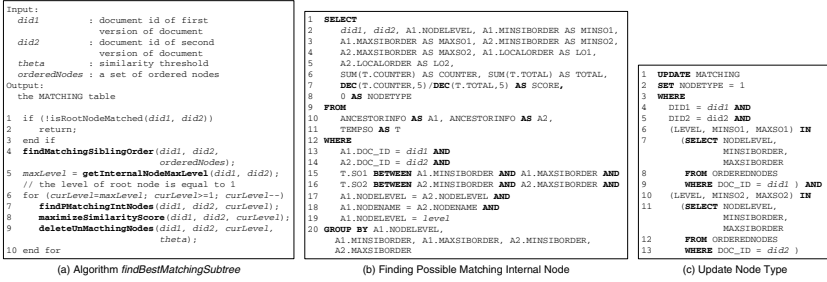 Input:
did1 : document id of first
version of document
did2 : document id of second
version of document
theta : similarity threshold
orderedNodes : a set of ordered nodes
Output:
the MATCHING table
1 if (!isRootNodeMatched(did1, did2))
2 return;
3 end if
4 findMatchingSiblingOrder(did1, did2,
orderedNodes);
5 maxLevel = getInternalNodeMaxLevel(did1, did2);
// the level of root node is equal to 1
6 for (curLevel=maxLevel; curLevel>=1; curLevel--)
7 findPMatchingIntNodes(did1, did2, curLevel);
8 maximizeSimilarityScore(did1, did2, curLevel);
9 deleteUnMacthingNodes(did1, did2, curLevel,
theta);
10 end for
(a) Algorithm findBestMatchingSubtree
1 SELECT
2 did1, did2, A1.NODELEVEL, A1.MINSIBORDER AS MINSO1,
3 A1.MAXSIBORDER AS MAXSO1, A2.MINSIBORDER AS MINSO2,
4 A2.MAXSIBORDER AS MAXSO2, A1.LOCALORDER AS LO1,
5 A2.LOCALORDER AS LO2,
6 SUM(T.COUNTER) AS COUNTER, SUM(T.TOTAL) AS TOTAL,
7 DEC(T.COUNTER,5)/DEC(T.TOTAL,5) AS SCORE,
8 0 AS NODETYPE
9 FROM
10 ANCESTORINFO AS A1, ANCESTORINFO AS A2,
11 TEMPSO AS T
12 WHERE
13 A1.DOC_ID = did1 AND
14 A2.DOC_ID = did2 AND
15 T.SO1 BETWEEN A1.MINSIBORDER AND A1.MAXSIBORDER AND
16 T.SO2 BETWEEN A2.MINSIBORDER AND A2.MAXSIBORDER AND
17 A1.NODELEVEL = A2.NODELEVEL AND
18 A1.NODENAME = A2.NODENAME AND
19 A1.NODELEVEL = level
20 GROUP BY A1.NODELEVEL,
A1.MINSIBORDER, A1.MAXSIBORDER, A2.MINSIBORDER,
A2.MAXSIBORDER
(b) Finding Possible Matching Internal Node
1 UPDATE MATCHING
2 SET NODETYPE = 1
3 WHERE
4 DID1 = did1 AND
5 DID2 = did2 AND
6 (LEVEL, MINSO1, MAXSO1) IN
7 (SELECT NODELEVEL,
MINSIBORDER,
MAXSIBORDER
8 FROM ORDEREDNODES
9 WHERE DOC_ID = did1 ) AND
10 (LEVEL, MINSO2, MAXSO2) IN
11 (SELECT NODELEVEL,
MINSIBORDER,
MAXSIBORDER
12 FROM ORDEREDNODES
13 WHERE DOC_ID = did2 )
(c) Update Node Type